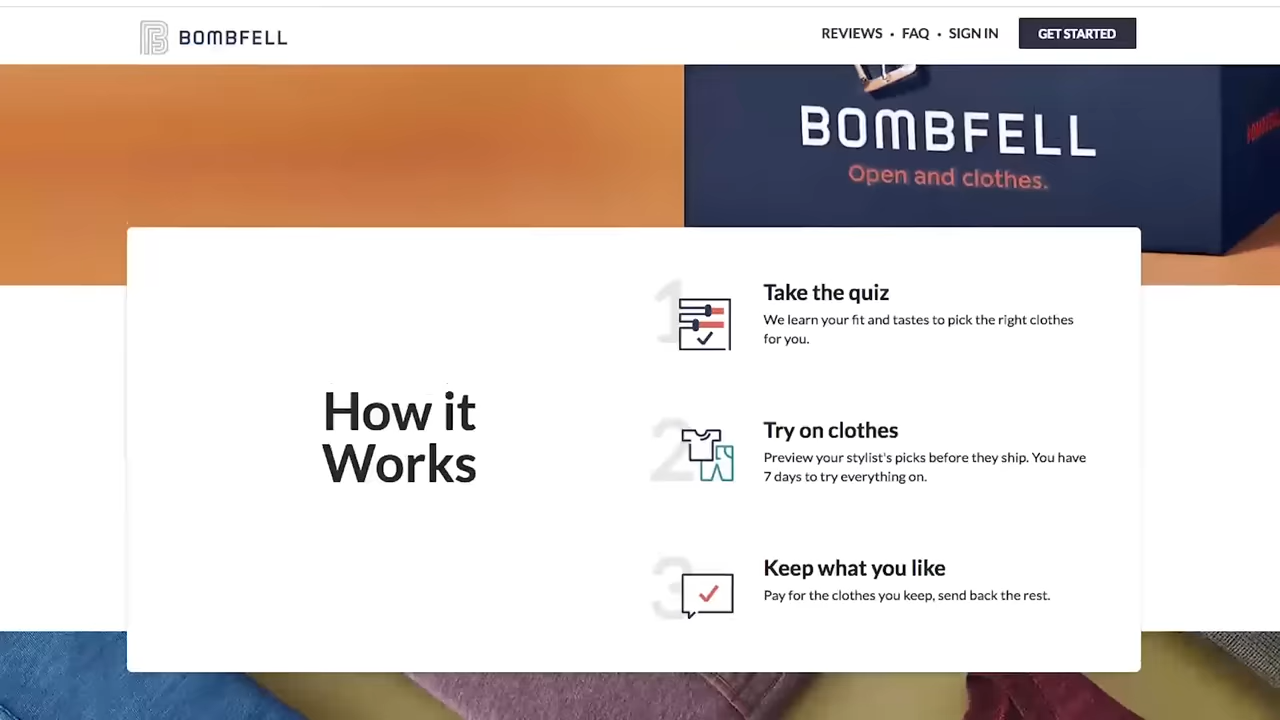 BOMBFELL
REVIEWS • FAQ • SIGN IN
GET STARTED
BOMBFELL
Open and clothes.
How it
Works
1
Take the quiz
We learn your fit and tastes to pick the right clothes
for you.
2
Try on clothes
Preview your stylist's picks before they ship. You have
7 days to try everything on.
3
Keep what you like
Pay for the clothes you keep, send back the rest.